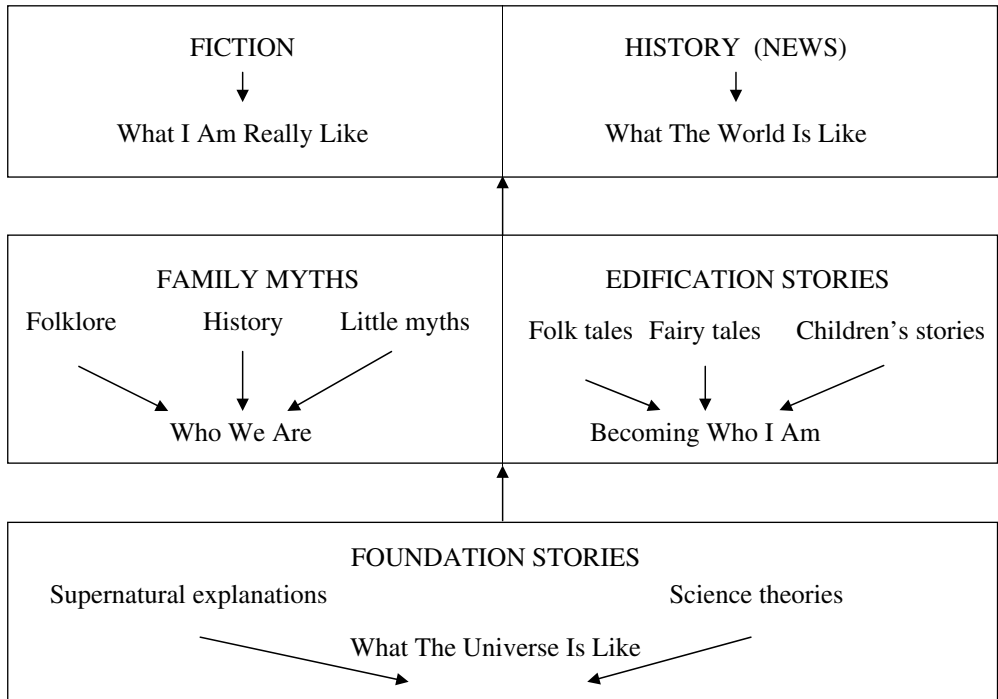 FICTION
What I Am Really Like
HISTORY (NEWS)
What The World Is Like
FAMILY MYTHS
Folklore History Little myths
Who We Are
EDIFICATION STORIES
Folk tales Fairy tales Children's stories
Becoming Who I Am
FOUNDATION STORIES
Supernatural explanations Science theories
What The Universe Is Like